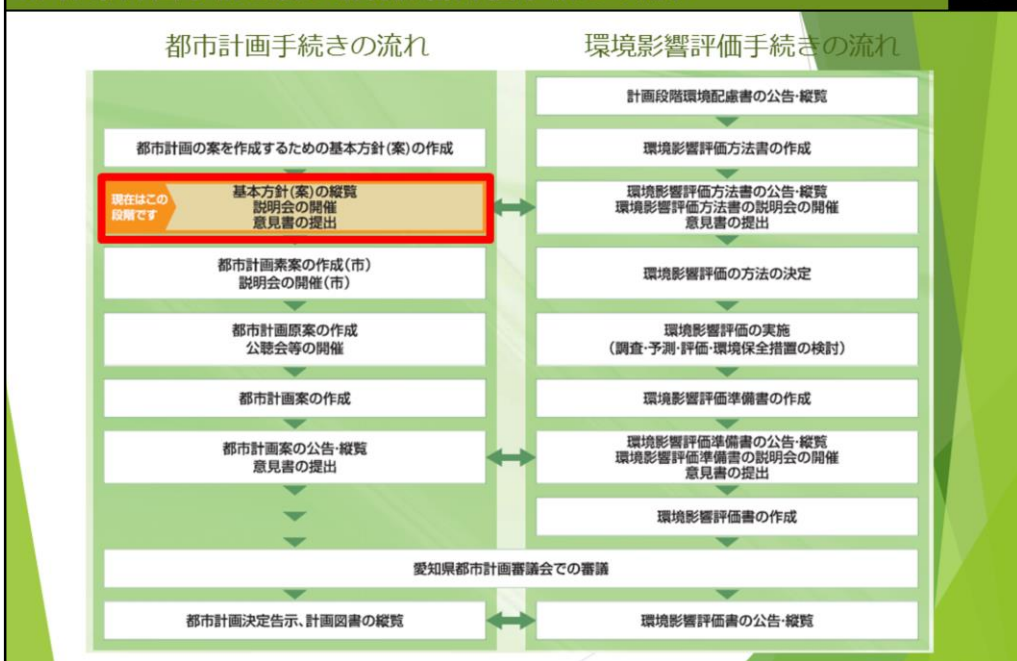 都市計画手続きの流れ
都市計画の案を作成するための基本方針(案)の作成
現在はこの
段階です
基本方針(案)の縦覧
説明会の開催
意見書の提出
都市計画素案の作成(市)
説明会の開催(市)
都市計画原案の作成
公聴会等の開催
都市計画案の作成
都市計画案の公告・縦覧
意見書の提出
環境影響評価手続きの流れ
計画段階環境配慮書の公告・縦覧
環境影響評価方法書の作成
環境影響評価方法書の公告・縦覧
環境影響評価方法書の説明会の開催
意見書の提出
環境影響評価の方法の決定
環境影響評価の実施
(調査・予測・評価・環境保全措置の検討)
環境影響評価準備書の作成
環境影響評価準備書の公告・縦覧
環境影響評価準備書の説明会の開催
意見書の提出
環境影響評価書の作成
愛知県都市計画審議会での審議
都市計画決定告示、計画図書の縦覧
環境影響評価書の公告・縦覧